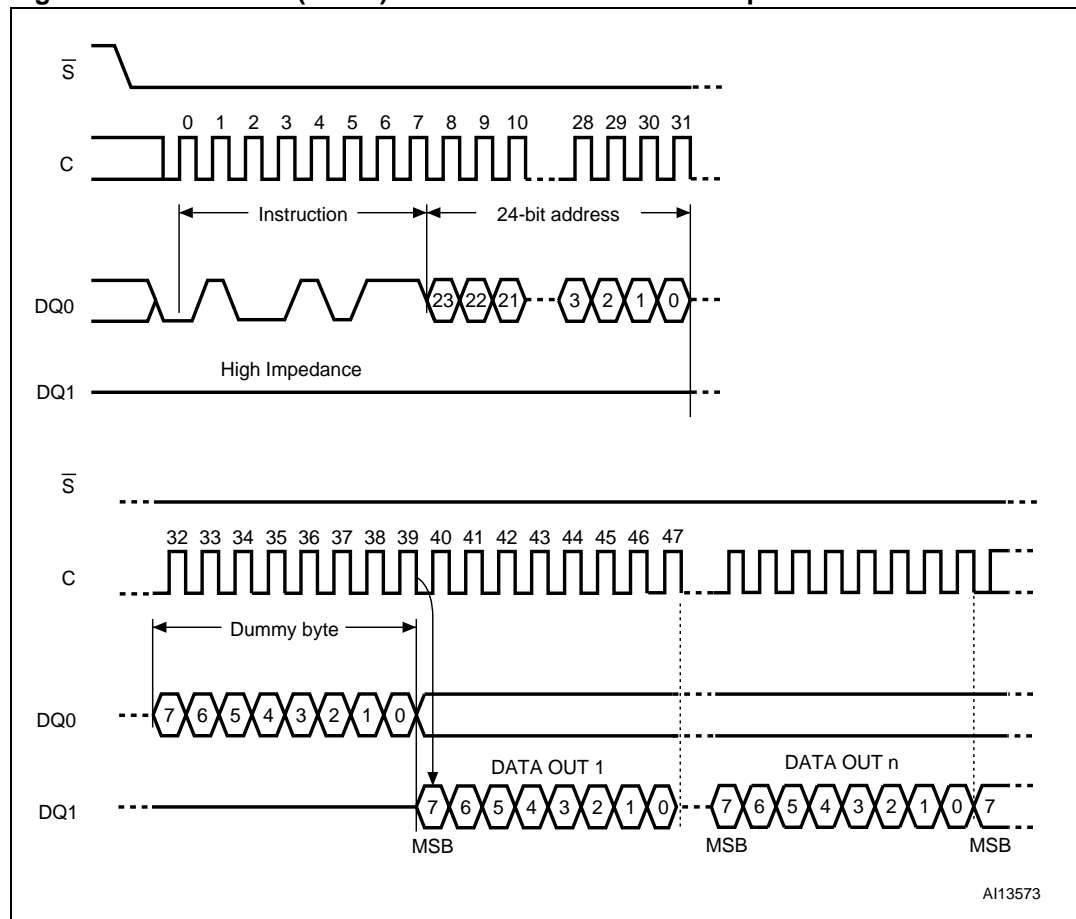 S
0 1 2 3 4 5 6 7 8 9 10 28 29 30 31
C
Instruction 24-bit address
DQ0 23 22 21 3 2 1 0
High Impedance
DQ1
S
32 33 34 35 36 37 38 39 40 41 42 43 44 45 46 47
C
Dummy byte
DQ0 7 6 5 4 3 2 1 0
DATA OUT 1 DATA OUT n
DQ1 7 6 5 4 3 2 1 0 7 6 5 4 3 2 1 0 7
MSB MSB MSB
AI13573